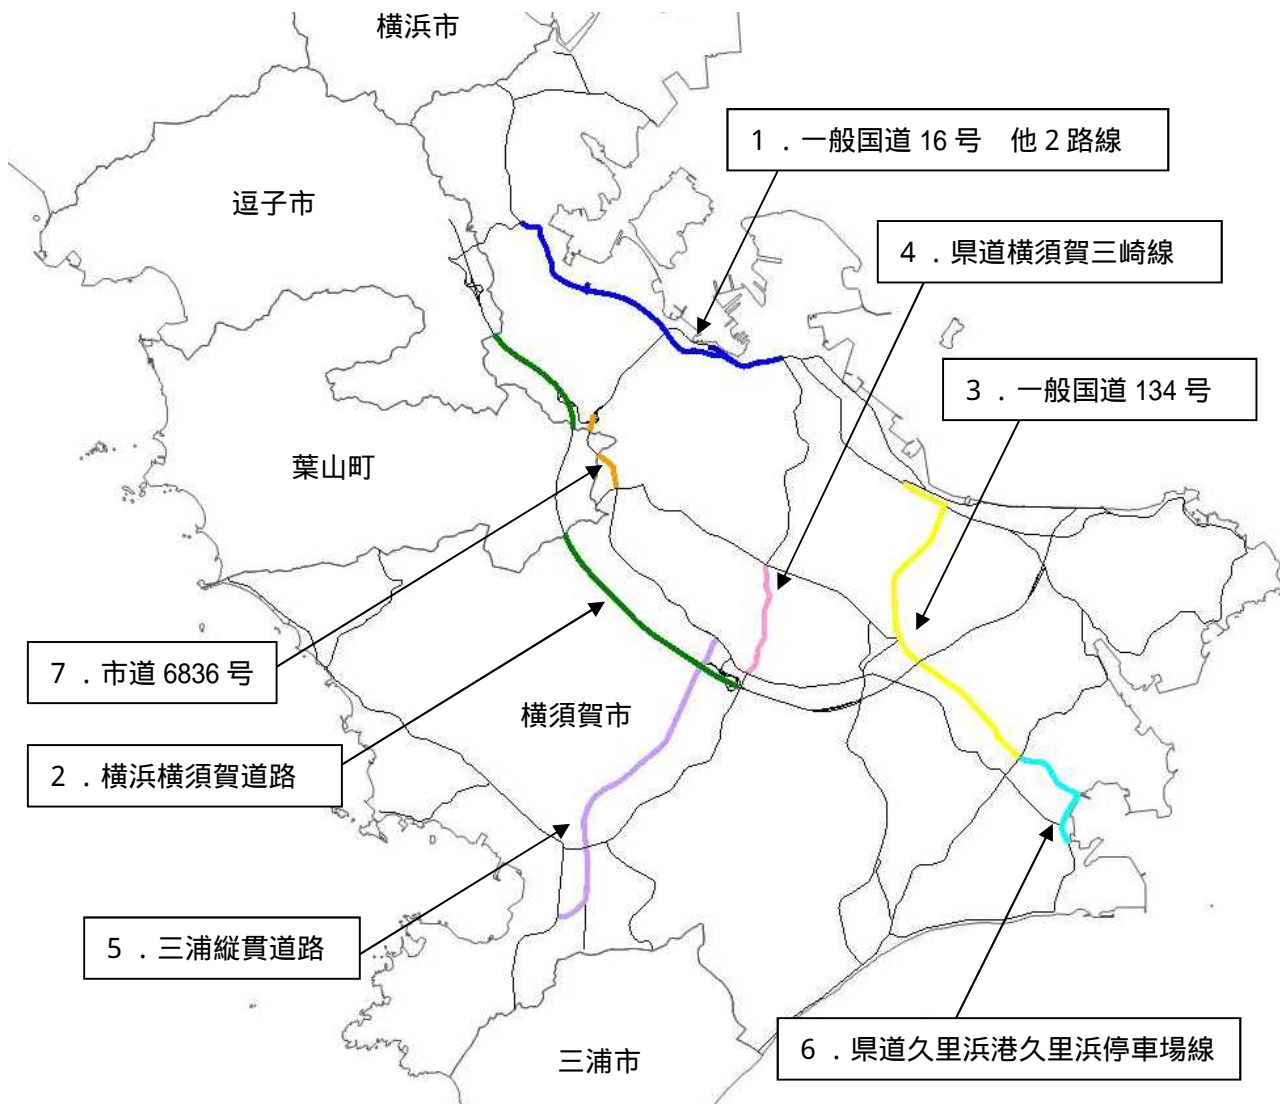 横浜市
1 ．一般国道 16 号　他 2 路線
逗子市
4 ．県道横須賀三崎線
3 ．一般国道 134 号
葉山町
7 ．市道 6836 号
横須賀市
2 ．横浜横須賀道路
5 ．三浦縦貫道路
6 ．県道久里浜港久里浜停車場線
三浦市